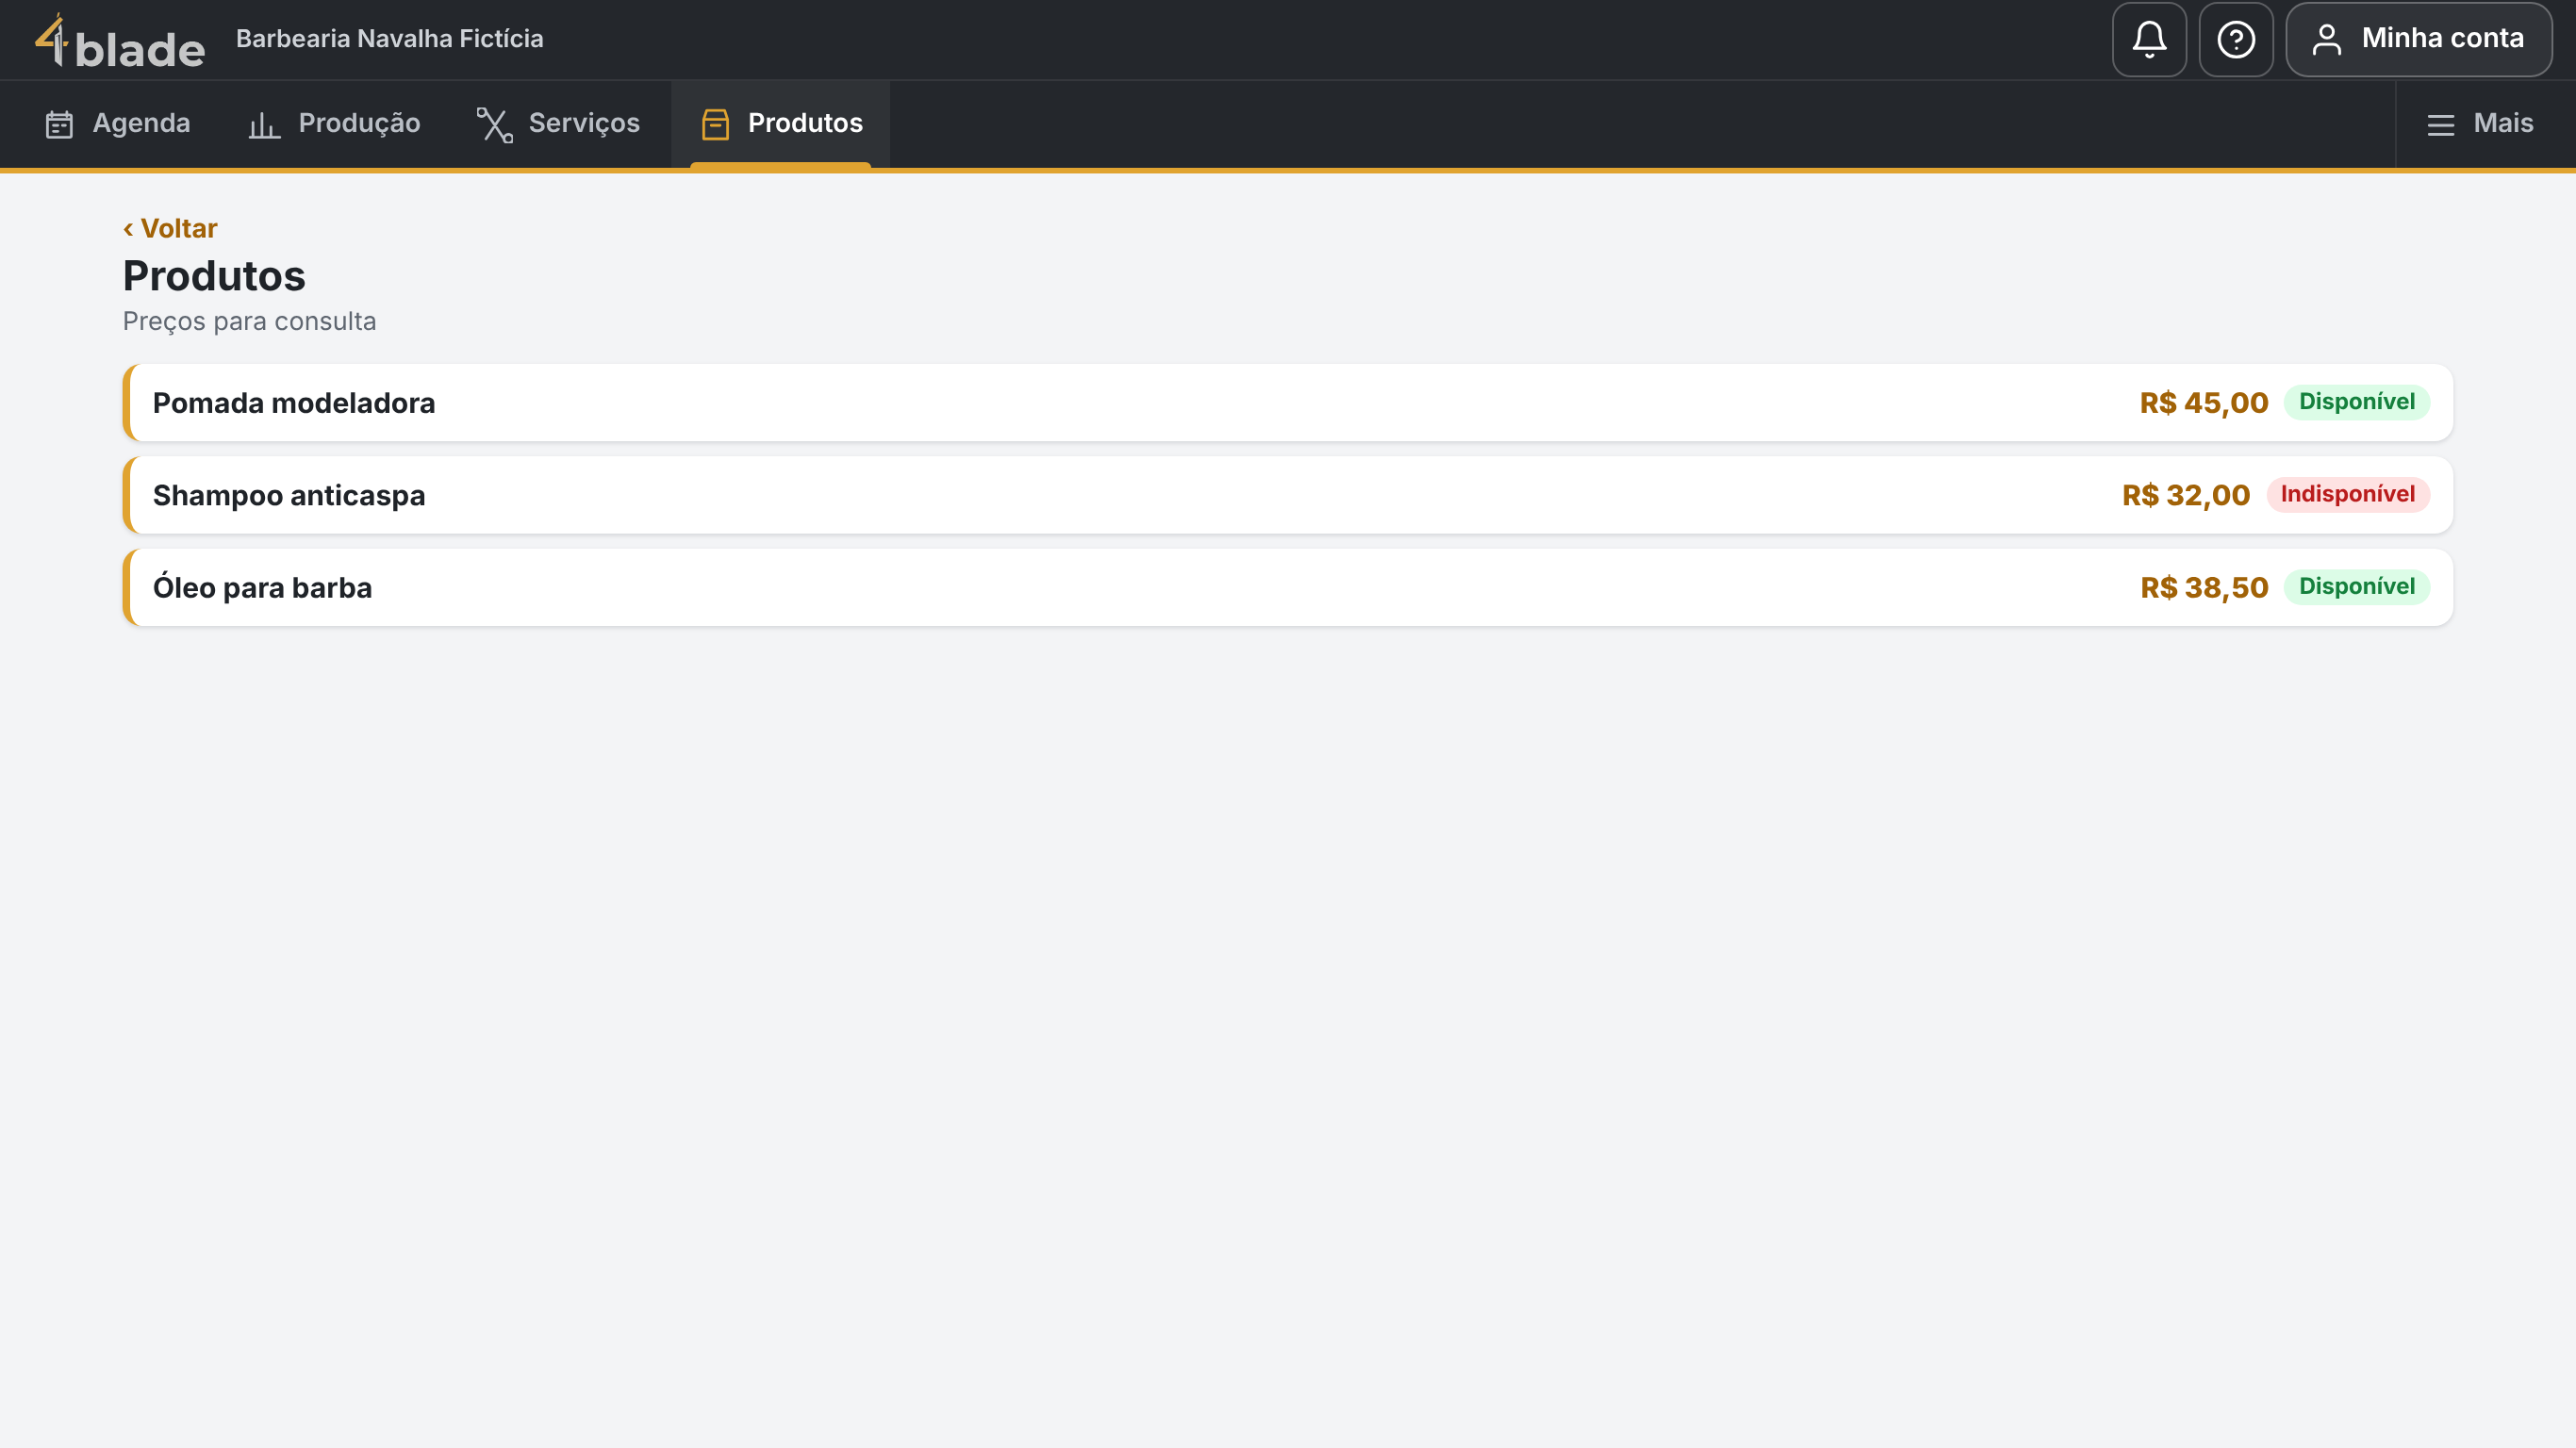 4blade
Barbearia Navalha Fictícia
Minha conta
Agenda
Produção
Serviços
Produtos
Mais
‹ Voltar
Produtos
Preços para consulta
Pomada modeladora R$ 45,00 Disponível
Shampoo anticaspa R$ 32,00 Indisponível
Óleo para barba R$ 38,50 Disponível